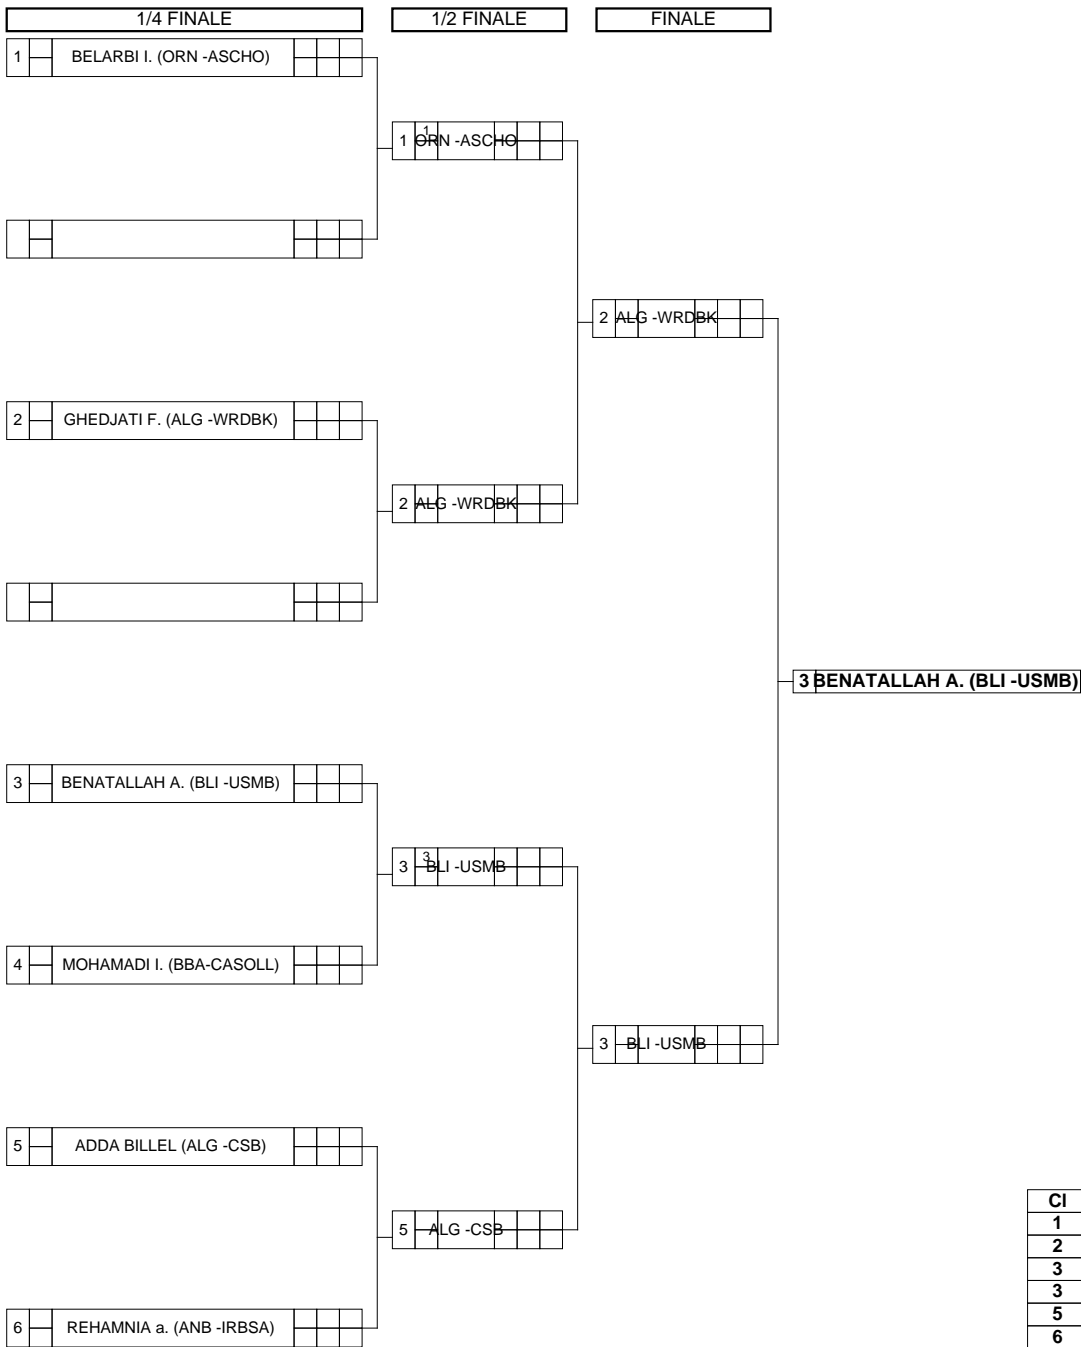 1/4 FINALE 1/2 FINALE FINALE
1 BELARBI I. (ORN -ASCHO)
1 1 ORN -ASCHO
2 ALG -WRDBK
2 GHEDJATI F. (ALG -WRDBK)
2 ALG -WRDBK
3 BENATALLAH A. (BLI -USMB)
3 BENATALLAH A. (BLI -USMB)
3 3 BLI -USMB
4 MOHAMADI I. (BBA-CASOLL)
3 BLI -USMB
5 ADDA BILLEL (ALG -CSB)
5 ALG -CSB
6 REHAMNIA a. (ANB -IRBSA)
Cl
1
2
3
3
5
6